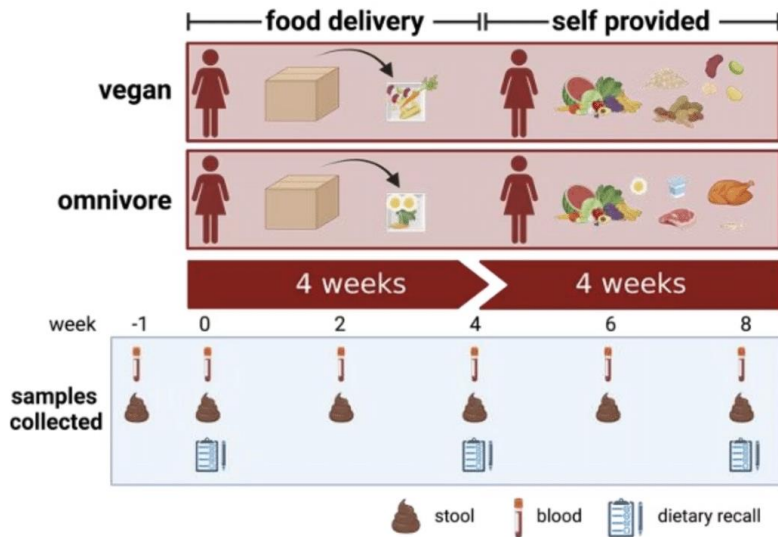 food delivery self provided
vegan
omnivore
4 weeks 4 weeks
week -1 0 2 4 6 8
samples
collected
stool blood dietary recall